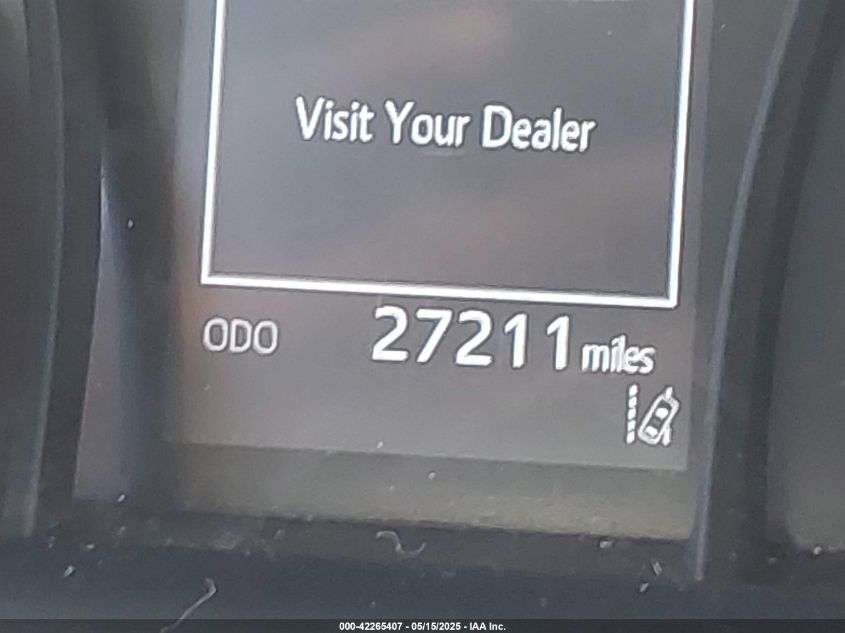 Visit Your Dealer
ODO 27211 miles
000-42265407 - 05/15/2025 - IAA Inc.